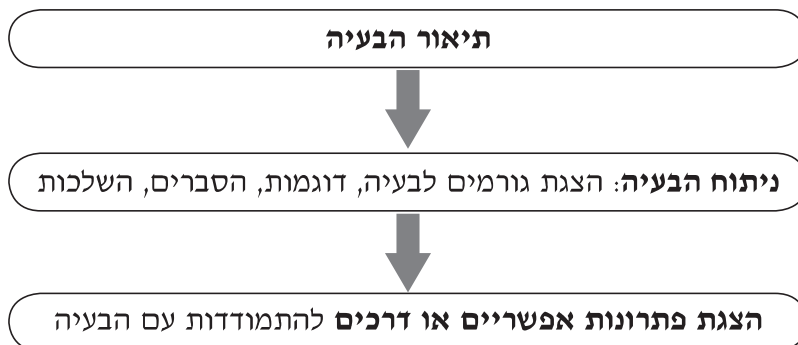 תיאור הבעיה
ניתוח הבעיה: הצגת גורמים לבעיה, דוגמות, הסברים, השלכות
הצגת פתרונות אפשריים או דרכים להתמודדות עם הבעיה